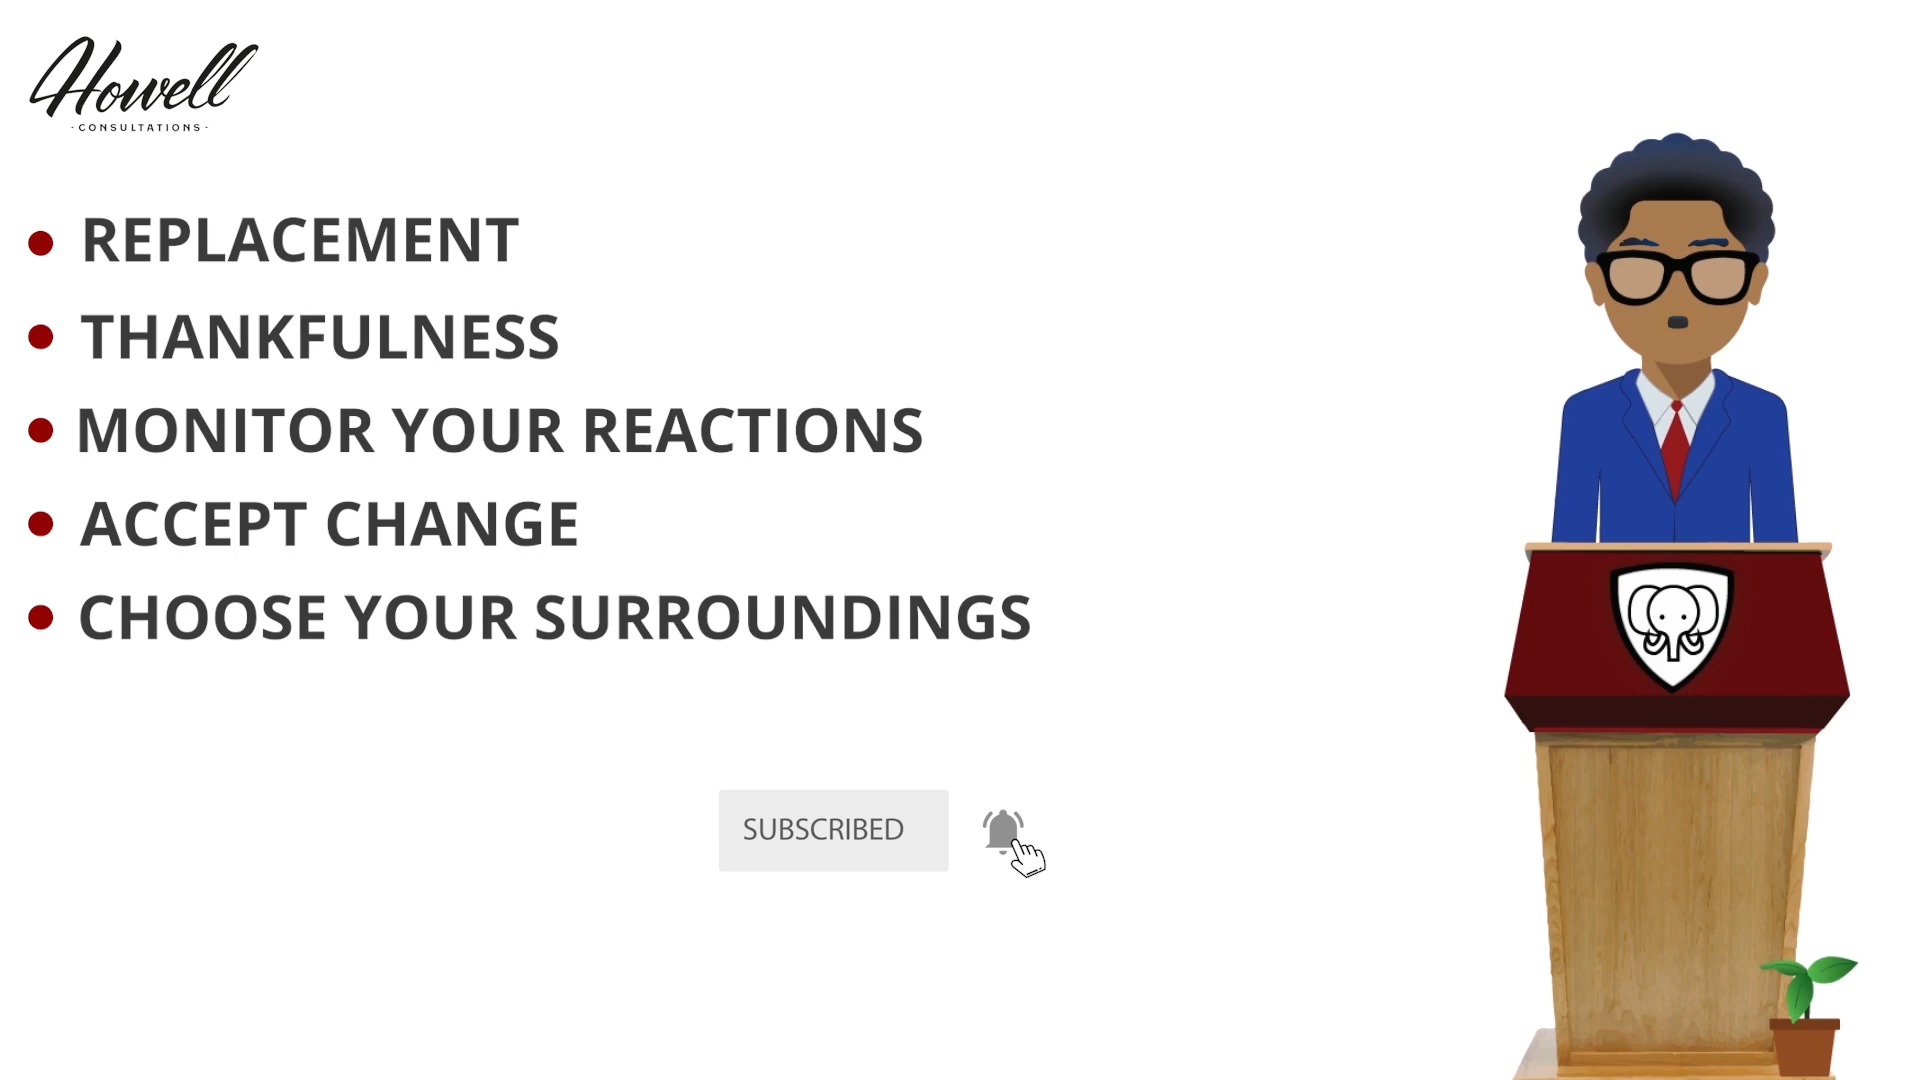 Howell
·CONSULTATIONS·
• REPLACEMENT
• THANKFULNESS
• MONITOR YOUR REACTIONS
• ACCEPT CHANGE
• CHOOSE YOUR SURROUNDINGS
SUBSCRIBED